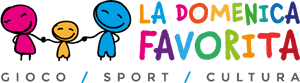 LA DOMENICA
FAVORITA
GIOCO / SPORT / CULTURA